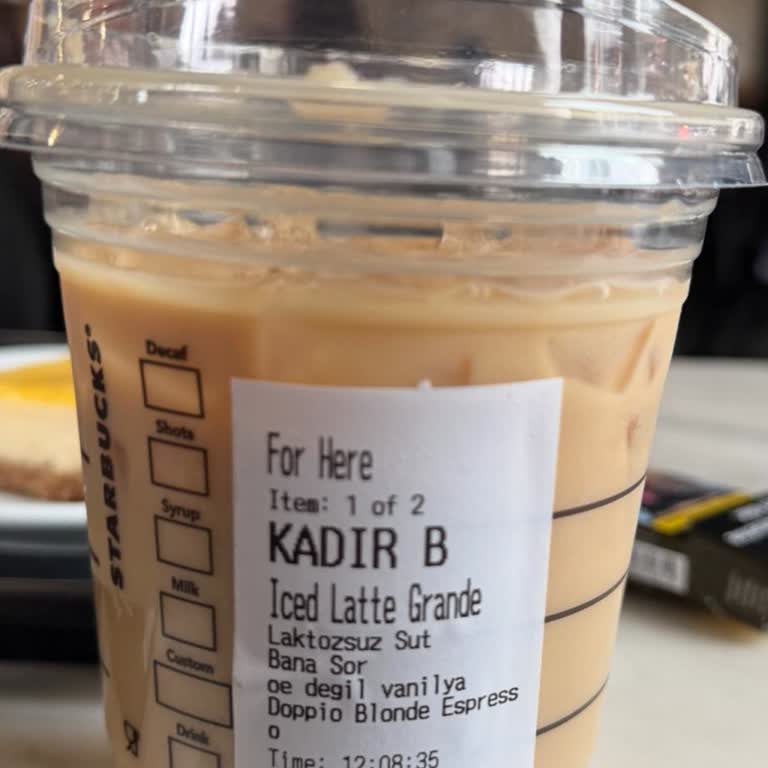 STARBUCKS®
Decaf
Shots
Syrup
Milk
Custom
Drink
For Here
Item: 1 of 2
KADIR B
Iced Latte Grande
Laktozsuz Sut
Bana Sor
oe degil vanilya
Doppio Blonde Espress
o
Time: 12:08:35